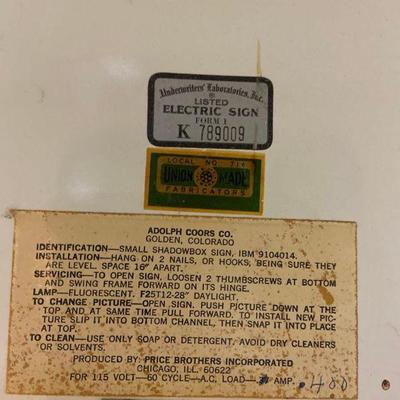 Underwriters' Laboratories, Inc.
®
LISTED
ELECTRIC SIGN
FORM 1
K 789009
LOCAL NO. 714
UNION MADE
FABRICATORS
ADOLPH COORS CO.
GOLDEN, COLORADO
IDENTIFICATION—SMALL SHADOWBOX SIGN, IBM 9104014.
INSTALLATION—HANG ON 2 NAILS, OR HOOKS, BEING SURE THEY
ARE LEVEL. SPACE 16" APART.
SERVICING—TO OPEN SIGN, LOOSEN 2 THUMBSCREWS AT BOTTOM
AND SWING FRAME FORWARD ON ITS HINGE.
LAMP—FLUORESCENT. F25T12-28" DAYLIGHT.
TO CHANGE PICTURE—OPEN SIGN. PUSH PICTURE DOWN AT THE
TOP AND AT SAME TIME PULL FORWARD. TO INSTALL NEW PIC-
TURE SLIP IT INTO BOTTOM CHANNEL, THEN SNAP IT INTO PLACE
AT TOP.
TO CLEAN—USE ONLY SOAP OR DETERGENT. AVOID DRY CLEANERS
OR SOLVENTS.
PRODUCED BY: PRICE BROTHERS INCORPORATED
CHICAGO, ILL. 60622
FOR 115 VOLT—60 CYCLE—A.C. LOAD— AMP.